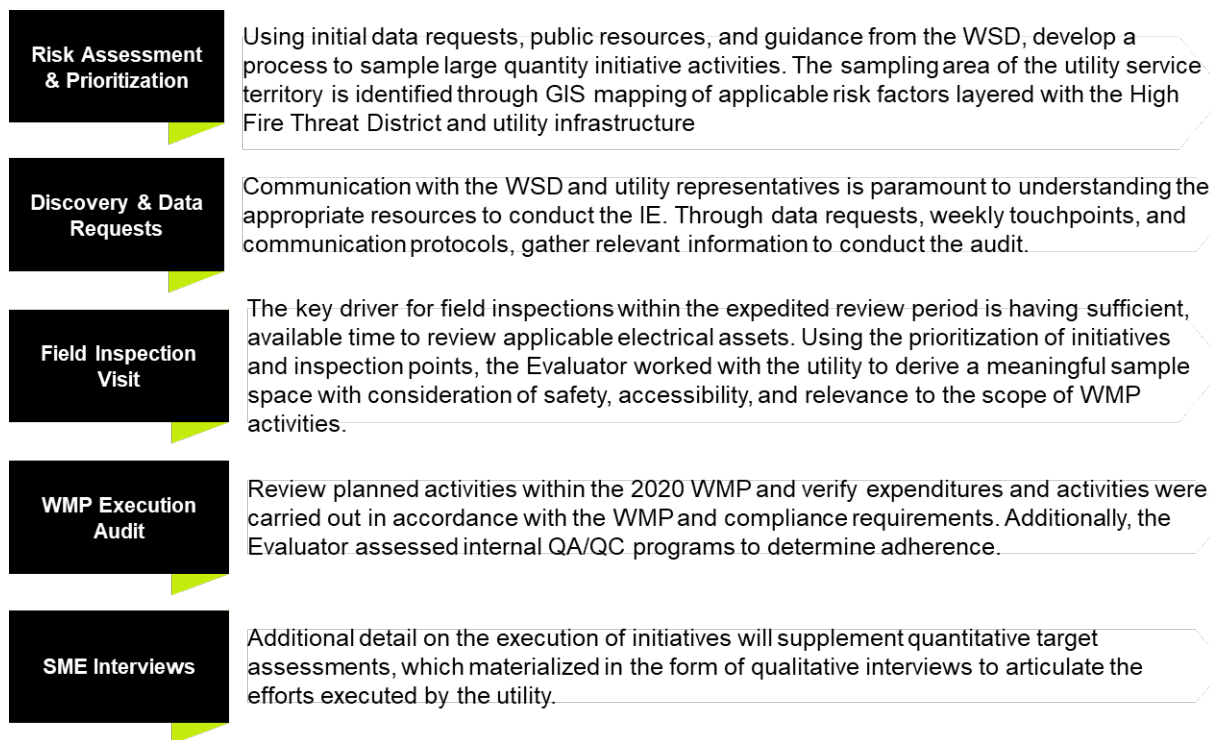 Risk Assessment
& Prioritization
Using initial data requests, public resources, and guidance from the WSD, develop a
process to sample large quantity initiative activities. The sampling area of the utility service
territory is identified through GIS mapping of applicable risk factors layered with the High
Fire Threat District and utility infrastructure
Discovery & Data
Requests
Communication with the WSD and utility representatives is paramount to understanding the
appropriate resources to conduct the IE. Through data requests, weekly touchpoints, and
communication protocols, gather relevant information to conduct the audit.
Field Inspection
Visit
The key driver for field inspections within the expedited review period is having sufficient,
available time to review applicable electrical assets. Using the prioritization of initiatives
and inspection points, the Evaluator worked with the utility to derive a meaningful sample
space with consideration of safety, accessibility, and relevance to the scope of WMP
activities.
WMP Execution
Audit
Review planned activities within the 2020 WMP and verify expenditures and activities were
carried out in accordance with the WMP and compliance requirements. Additionally, the
Evaluator assessed internal QA/QC programs to determine adherence.
SME Interviews
Additional detail on the execution of initiatives will supplement quantitative target
assessments, which materialized in the form of qualitative interviews to articulate the
efforts executed by the utility.